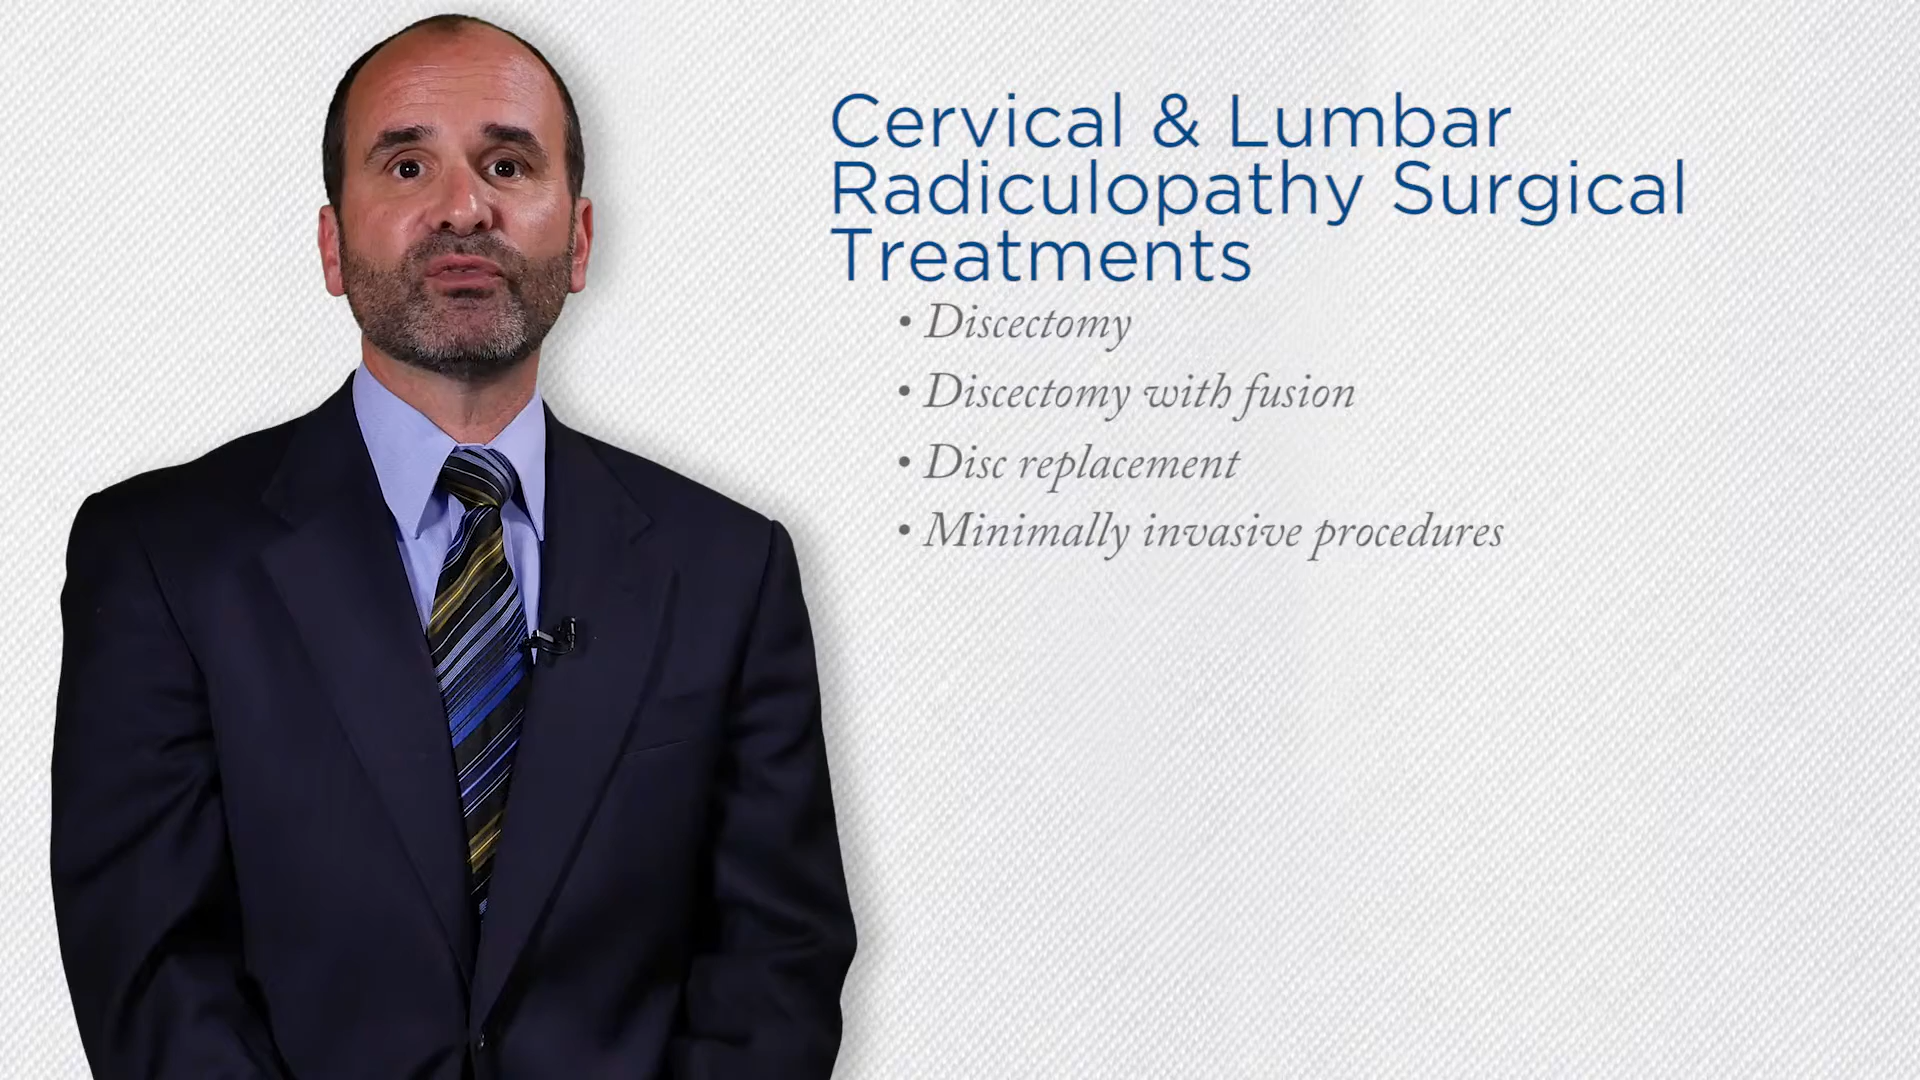 Cervical & Lumbar
Radiculopathy Surgical
Treatments
• Discectomy
• Discectomy with fusion
• Disc replacement
• Minimally invasive procedures